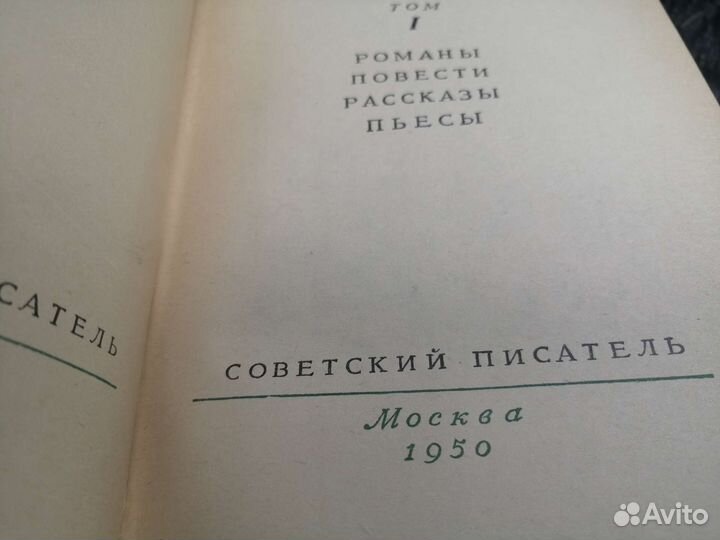 ТОМ
I
РОМАНЫ
ПОВЕСТИ
РАССКАЗЫ
ПЬЕСЫ
САТЕЛЬ
СОВЕТСКИЙ ПИСАТЕЛЬ
Москва
1950
Avito